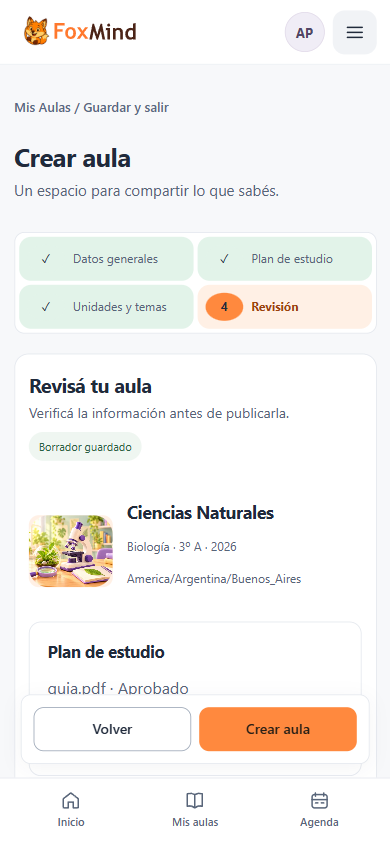 FoxMind
AP
Mis Aulas / Guardar y salir
Crear aula
Un espacio para compartir lo que sabés.
✓ Datos generales
✓ Plan de estudio
✓ Unidades y temas
4 Revisión
Revisá tu aula
Verificá la información antes de publicarla.
Borrador guardado
Ciencias Naturales
Biología · 3º A · 2026
America/Argentina/Buenos_Aires
Plan de estudio
guia.pdf · Aprobado
Volver
Crear aula
Inicio
Mis aulas
Agenda